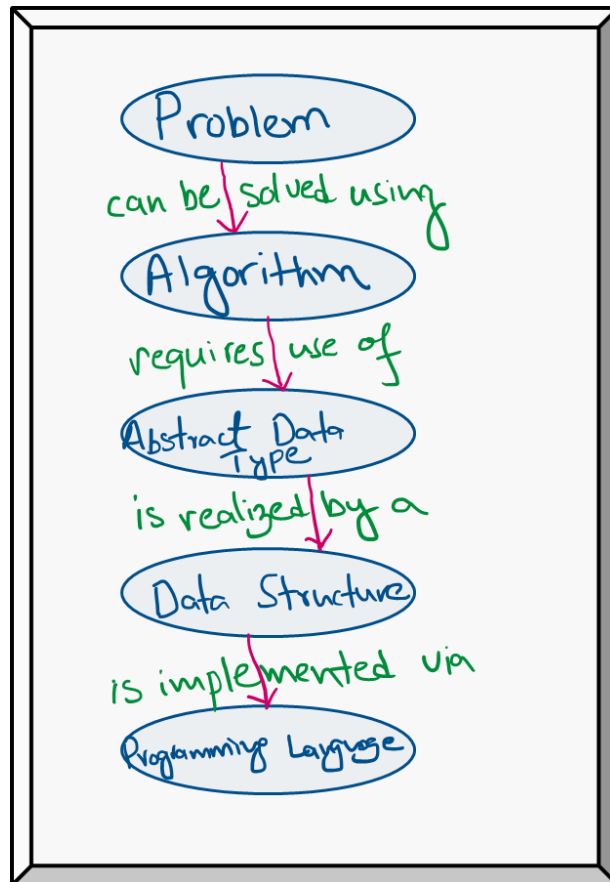 Problem
can be solved using
Algorithm
requires use of
Abstract Data
Type
is realized by a
Data Structure
is implemented via
Programming Language